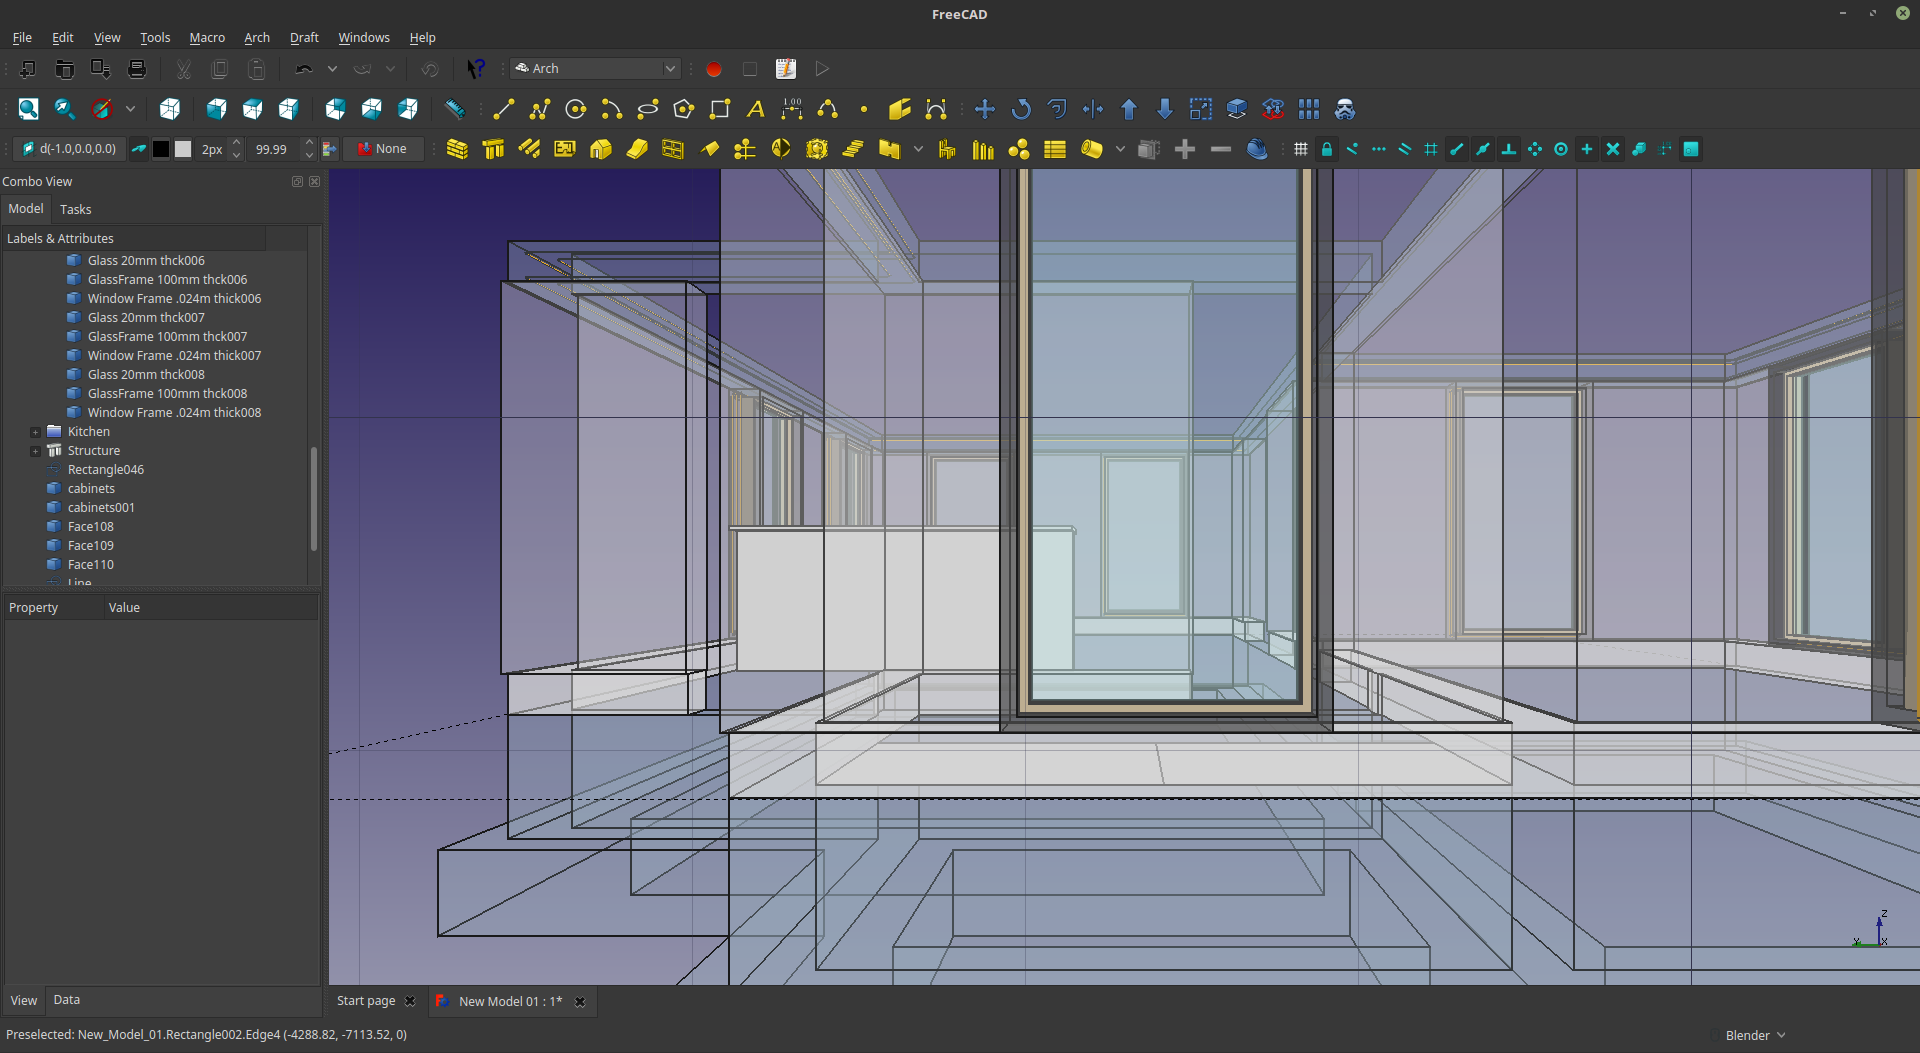 FreeCAD
File Edit View Tools Macro Arch Draft Windows Help
Arch
1.00
d(-1.0,0.0,0.0) 2px 99.99 None
Combo View
Model Tasks
Labels & Attributes
Glass 20mm thck006
GlassFrame 100mm thck006
Window Frame .024m thick006
Glass 20mm thck007
GlassFrame 100mm thck007
Window Frame .024m thick007
Glass 20mm thck008
GlassFrame 100mm thck008
Window Frame .024m thick008
Kitchen
Structure
Rectangle046
cabinets
cabinets001
Face108
Face109
Face110
Line
Property Value
Z
Y X
View Data
Start page New Model 01 : 1*
Preselected: New_Model_01.Rectangle002.Edge4 (-4288.82, -7113.52, 0)
Blender